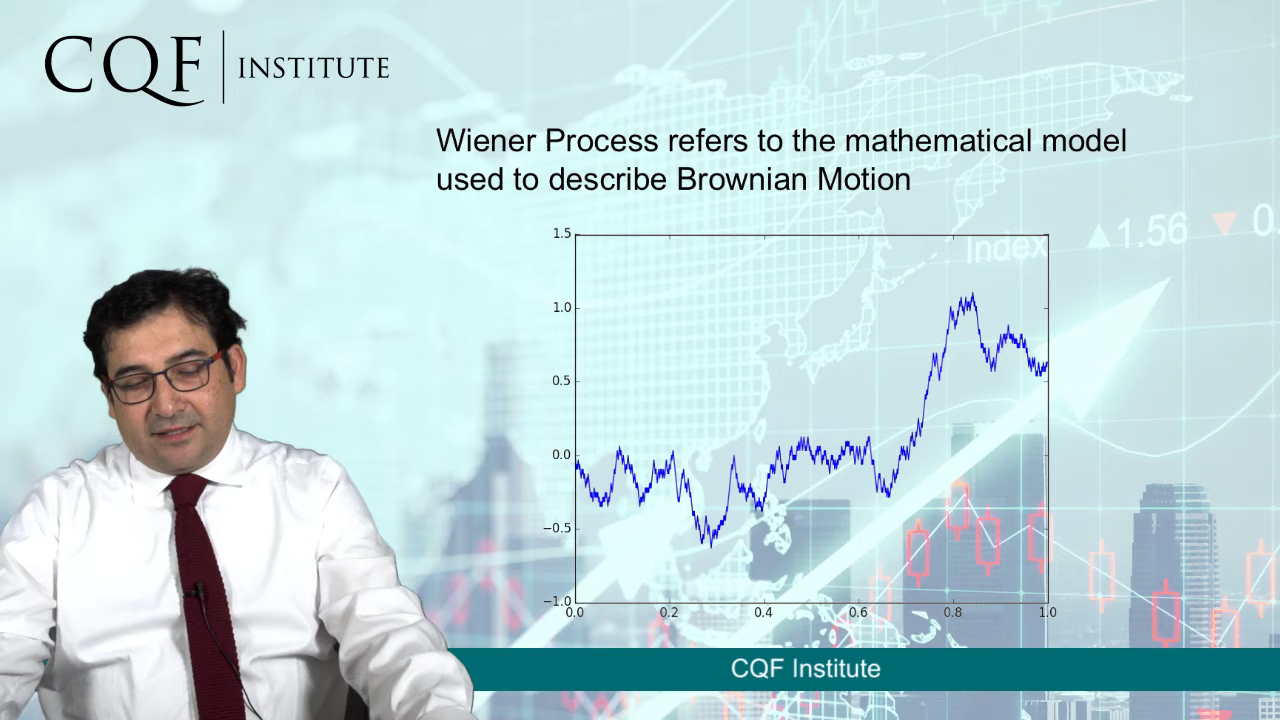 CQF INSTITUTE
Wiener Process refers to the mathematical model
used to describe Brownian Motion
Index ▲1.56 ▼0.
1.5
1.0
0.5
0.0
−0.5
−1.0
0.0 0.2 0.4 0.6 0.8 1.0
CQF Institute